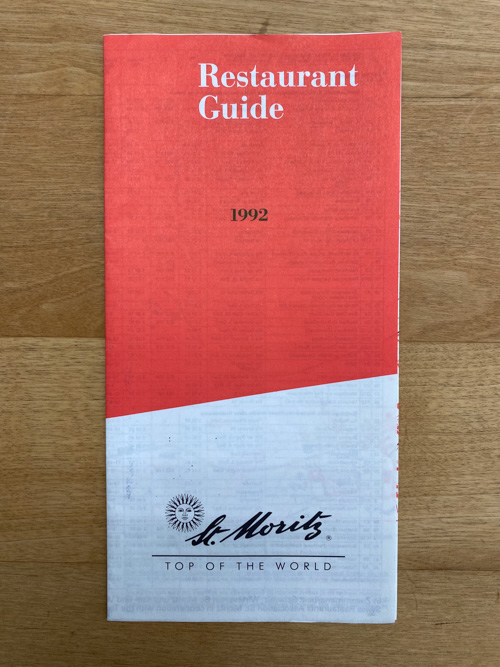 Restaurant
Guide
1992
St. Moritz®
TOP OF THE WORLD